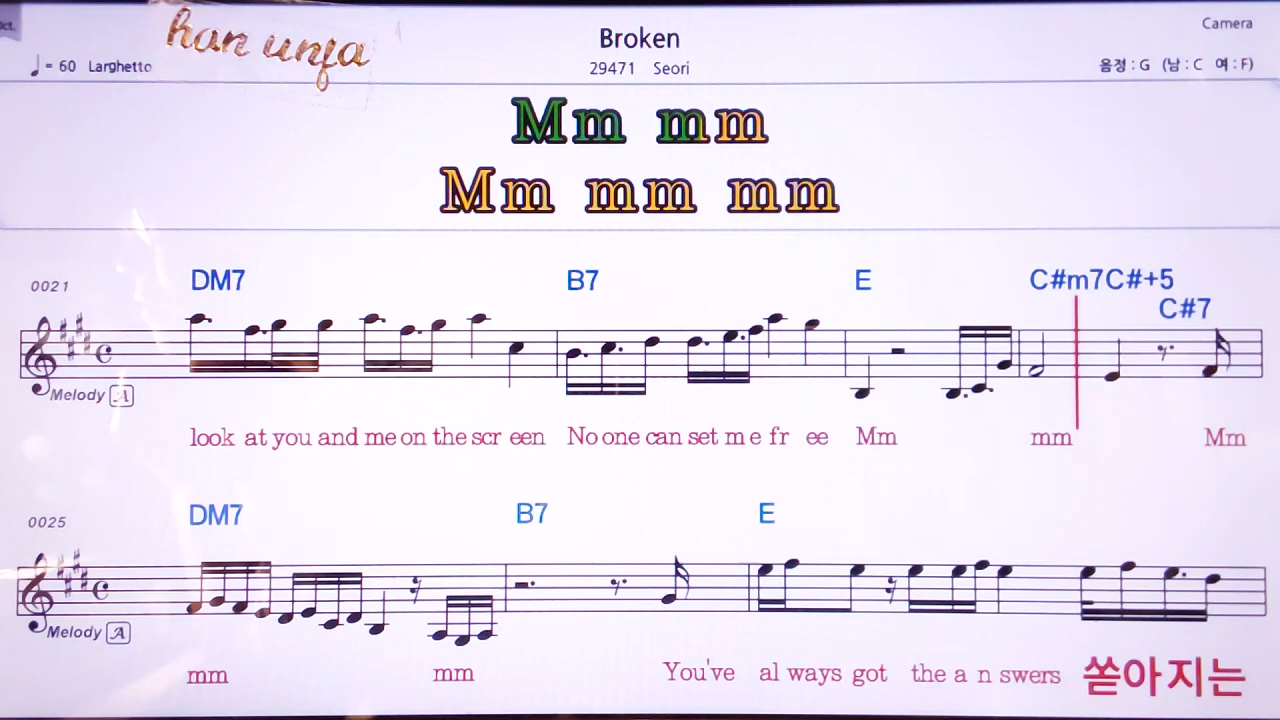 oct.
han unfa
Broken
Camera
♩= 60 Larghetto
29471 Seori
음정 : G (남 : C 여 : F)
Mm mm
Mm mm mm
0021
DM7 B7 E C#m7C#+5
C#7
Melody A
look at you and me on the scr een No one can set m e fr ee Mm mm Mm
0025
DM7 B7 E
Melody A
mm mm You've al ways got the a n swers 쏟아지는